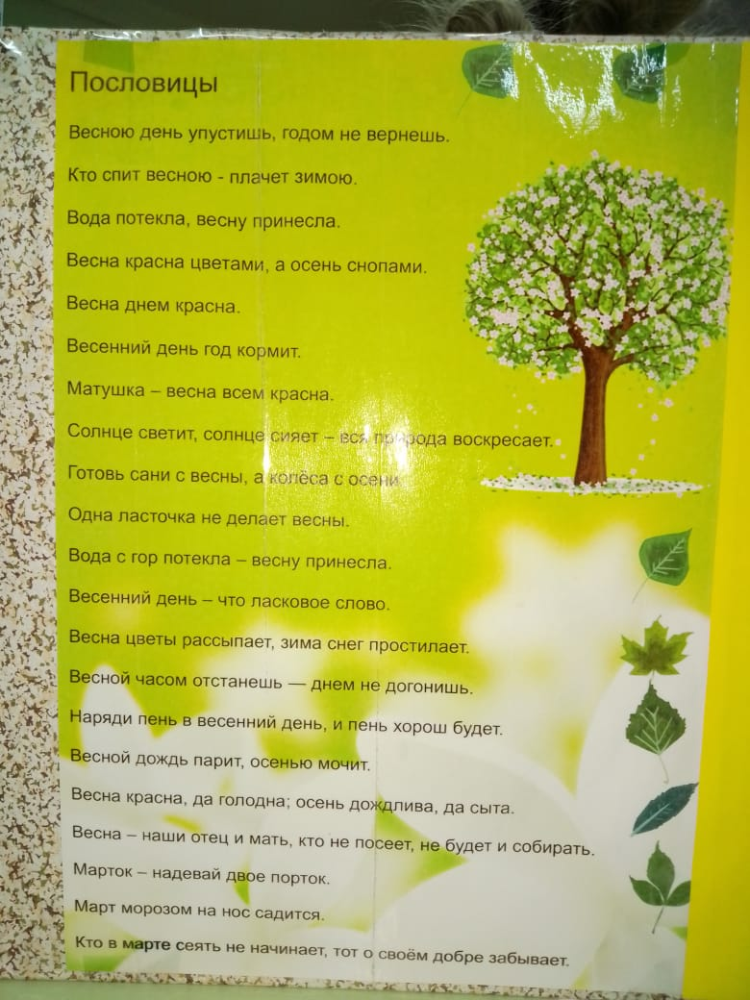 Пословицы
Весною день упустишь, годом не вернешь.
Кто спит весною - плачет зимою.
Вода потекла, весну принесла.
Весна красна цветами, а осень снопами.
Весна днем красна.
Весенний день год кормит.
Матушка – весна всем красна.
Солнце светит, солнце сияет – вся природа воскресает.
Готовь сани с весны, а колёса с осени.
Одна ласточка не делает весны.
Вода с гор потекла – весну принесла.
Весенний день – что ласковое слово.
Весна цветы рассыпает, зима снег простилает.
Весной часом отстанешь — днем не догонишь.
Наряди пень в весенний день, и пень хорош будет.
Весной дождь парит, осенью мочит.
Весна красна, да голодна; осень дождлива, да сыта.
Весна – наши отец и мать, кто не посеет, не будет и собирать.
Марток – надевай двое порток.
Март морозом на нос садится.
Кто в марте сеять не начинает, тот о своём добре забывает.